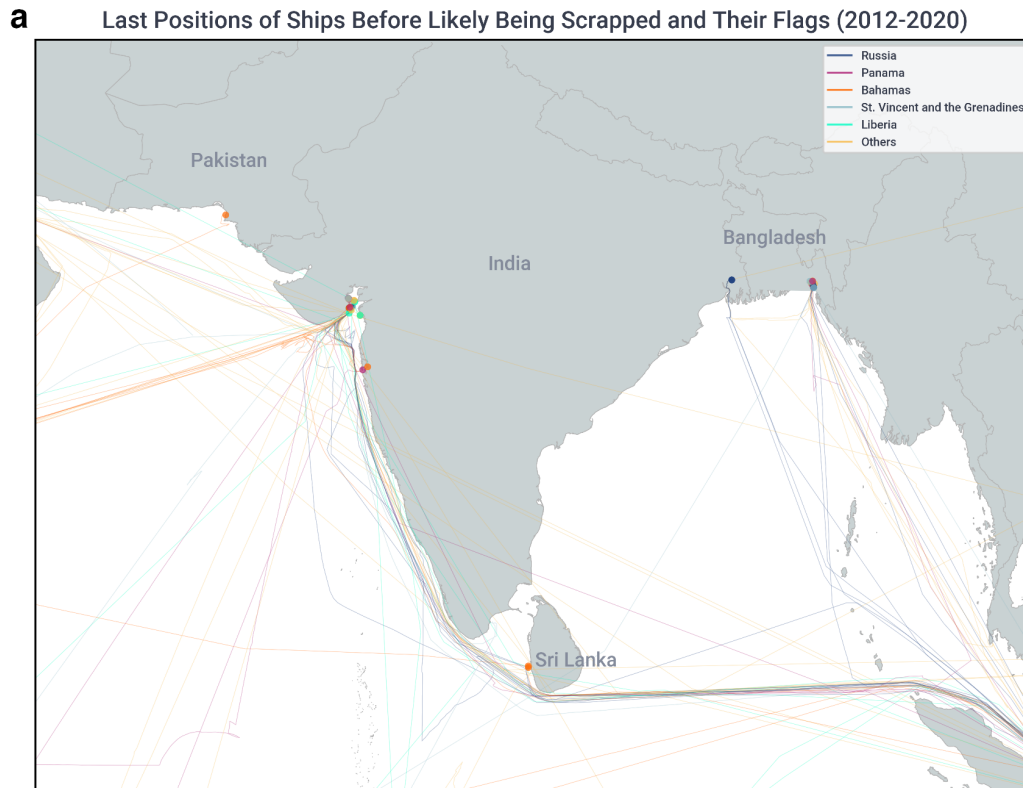 a
Last Positions of Ships Before Likely Being Scrapped and Their Flags (2012-2020)
Russia
Panama
Bahamas
St. Vincent and the Grenadines
Liberia
Others
Pakistan
Bangladesh
India
Sri Lanka